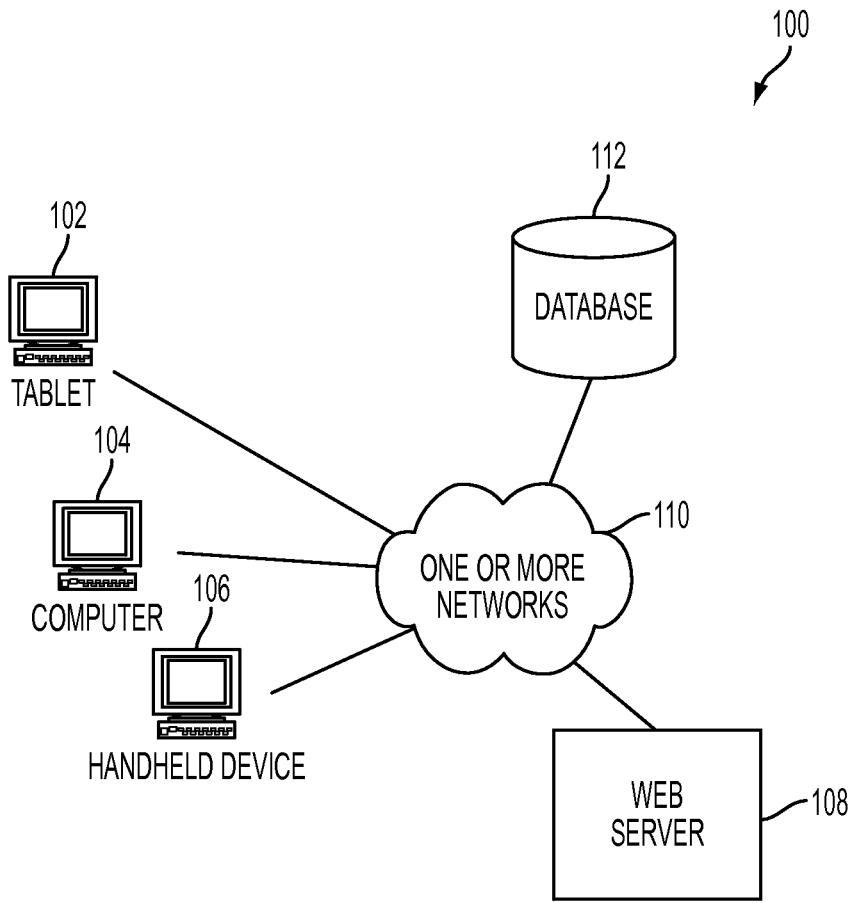 100
112
102
DATABASE
TABLET
104
110
ONE OR MORE
NETWORKS
106
COMPUTER
HANDHELD DEVICE
WEB
SERVER
108